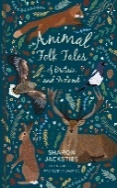 Animal
Folk Tales
of Britain
and Ireland
SHARON
JACKSTIES